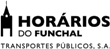 HORÁRIOS
DO FUNCHAL
TRANSPORTES PÚBLICOS, S.A.